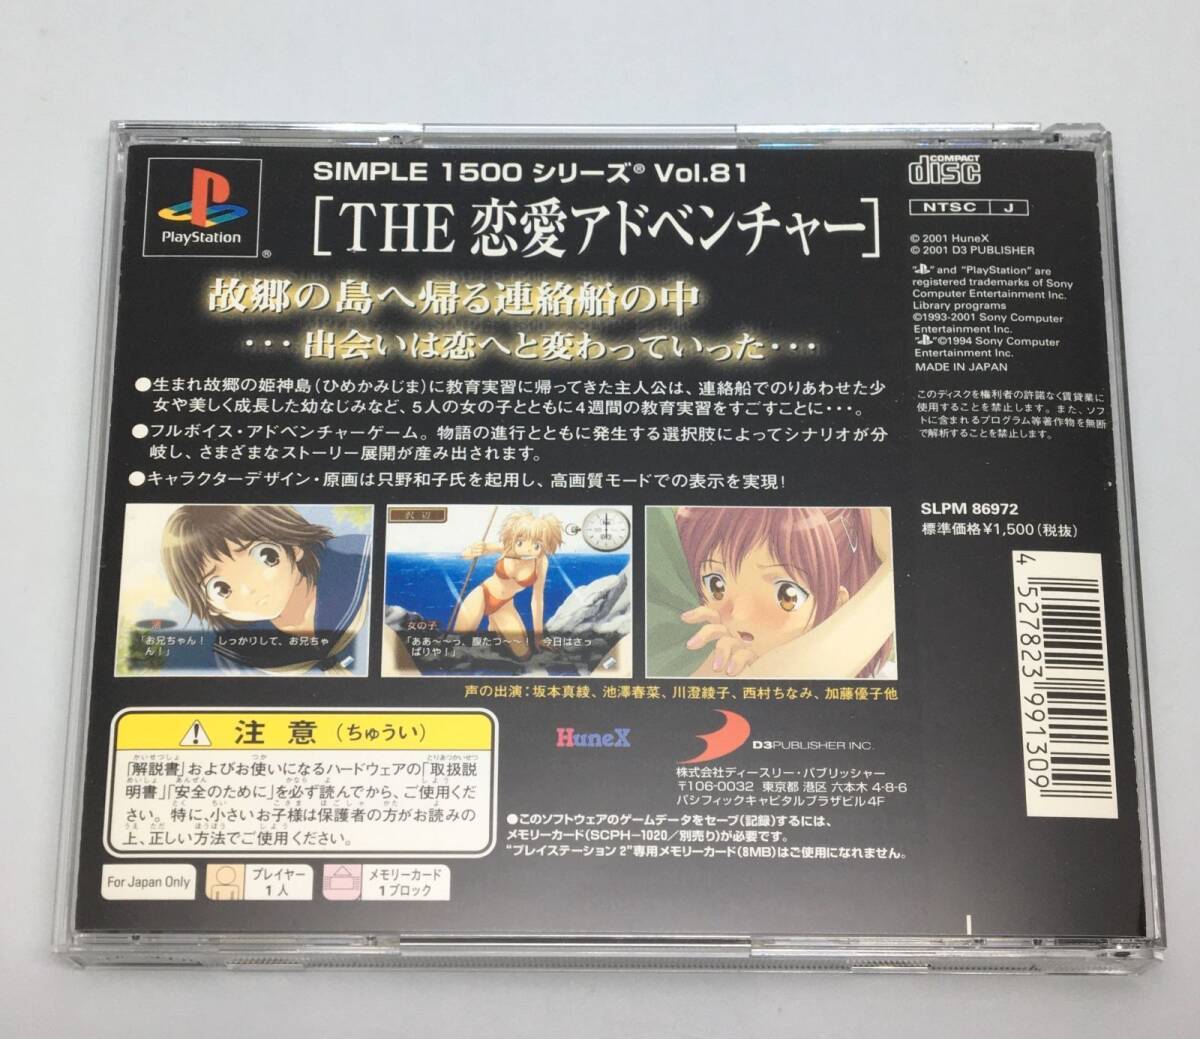 PlayStation
®
SIMPLE 1500 シリーズ® Vol.81
[THE 恋愛アドベンチャー]
故郷の島へ帰る連絡船の中
・・・出会いは恋へと変わっていった・・・
●生まれ故郷の姫神島(ひめかみじま)に教育実習に帰ってきた主人公は、連絡船でのりあわせた少
女や美しく成長した幼なじみなど、5人の女の子とともに4週間の教育実習をすごすことに・・・。
●フルボイス・アドベンチャーゲーム。物語の進行とともに発生する選択肢によってシナリオが分
岐し、さまざまなストーリー展開が産み出されます。
●キャラクターデザイン・原画は只野和子氏を起用し、高画質モードでの表示を実現!
「お兄ちゃん! しっかりして、お兄ちゃ
ん!」
女の子
「ああ～～っ、腹たつ～～! 今日はさっ
ぱりや!」
声の出演:坂本真綾、池澤春菜、川澄綾子、西村ちなみ、加藤優子他
COMPACT
disc
NTSC J
© 2001 HuneX
© 2001 D3 PUBLISHER
" " and "PlayStation" are
registered trademarks of Sony
Computer Entertainment Inc.
Library programs
©1993-2001 Sony Computer
Entertainment Inc.
" "©1994 Sony Computer
Entertainment Inc.
MADE IN JAPAN
このディスクを権利者の許諾なく賃貸業に
使用することを禁止します。また、ソフ
トに含まれるプログラム等著作物を無断
で解析することを禁止します。
SLPM 86972
標準価格¥1,500(税抜)
4 527823 991309
注意(ちゅうい)
「解説書」およびお使いになるハードウェアの「取扱説
明書」「安全のために」を必ず読んでから、ご使用くだ
さい。特に、小さいお子様は保護者の方がお読みの
上、正しい方法でご使用ください。
For Japan Only
プレイヤー
1人
メモリーカード
1ブロック
HuneX
D3PUBLISHER INC.
株式会社ディースリー・パブリッシャー
〒106-0032 東京都 港区 六本木 4-8-6
パシフィックキャピタルプラザビル4F
●このソフトウェアのゲームデータをセーブ(記録)するには、
メモリーカード(SCPH-1020/別売り)が必要です。
"プレイステーション 2"専用メモリーカード(8MB)はご使用になれません。